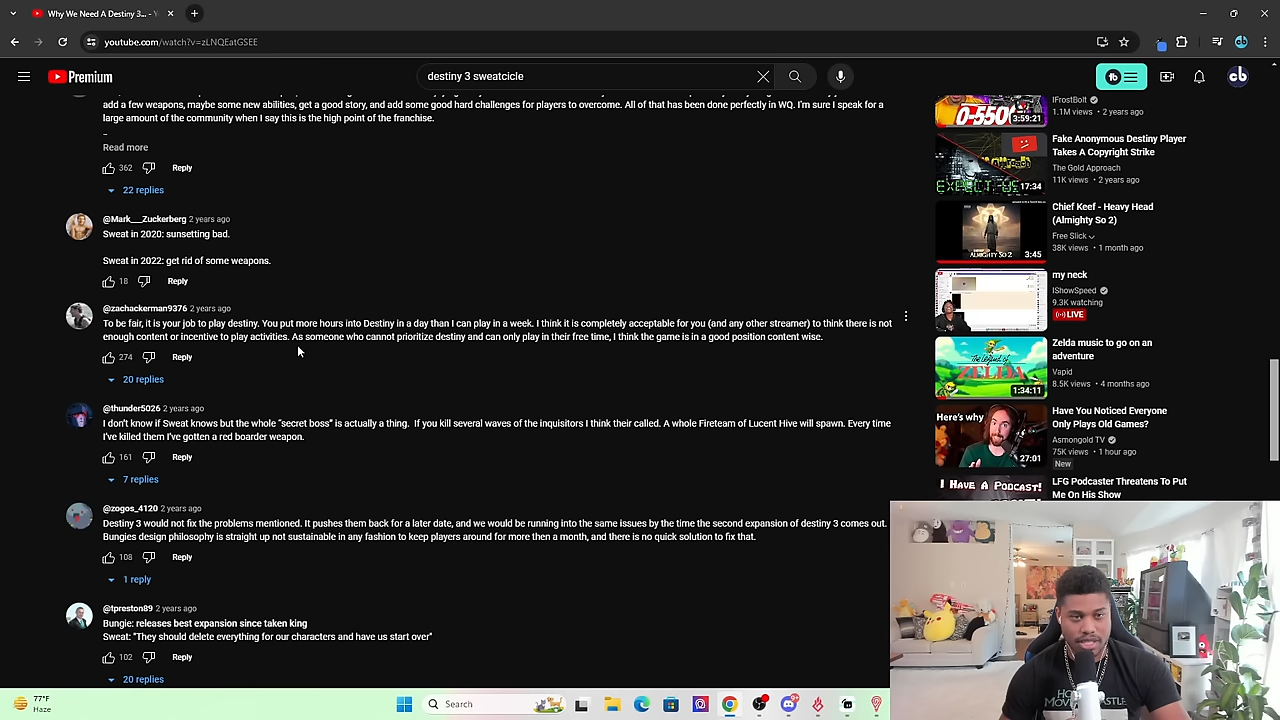 Why We Need A Destiny 3... - Y
youtube.com/watch?v=zLNQEatGSEE
Premium
destiny 3 sweatcicle
cb
add a few weapons, maybe some new abilities, get a good story, and add some good hard challenges for players to overcome. All of that has been done perfectly in WQ. I'm sure I speak for a
large amount of the community when I say WQ is the high point of the franchise.
_
Read more
362
Reply
22 replies
@Mark___Zuckerberg 2 years ago
Sweat in 2020: sunsetting bad.
Sweat in 2022: get rid of some weapons.
18
Reply
@zachackerman9376 2 years ago
To be fair, it is your job to play destiny. You put more hours into Destiny in a day than I can play in a week. I think it is completely acceptable for you (and any other streamer) to think there is not
enough content or incentive to play activities. As someone who cannot play every day and can only play in their free time, I think the game is in a good position content wise.
274
Reply
20 replies
@thunder5026 2 years ago
I don't know if Sweat knows but the whole "secret boss" is actually a thing. If you kill several waves of the inquisitors I think their called. A whole Fireteam of Lucent Hive will spawn. Every time
I've killed them I've gotten a red boarder weapon.
161
Reply
7 replies
@zogos_4120 2 years ago
Destiny 3 would not fix the problems mentioned. It pushes them back for a later date, and we would be running into the same issues by the time the second expansion of destiny 3 comes out.
Bungies design philosophy is straight up not sustainable in any fashion to keep players around for more then a month, and there is no quick solution to fix that.
108
Reply
1 reply
@tpreston89 2 years ago
Bungie: releases best expansion since taken king
Sweat: "They should delete everything for our characters and have us start over"
102
Reply
20 replies
0-550
3:59:21
IFrostBolt
1.1M views • 2 years ago
EXPECT US
17:34
Fake Anonymous Destiny Player
Takes A Copyright Strike
The Gold Approach
11K views • 2 years ago
ALMIGHTY SO 2
3:45
Chief Keef - Heavy Head
(Almighty So 2)
Free Slick
38K views • 1 month ago
my neck
IShowSpeed
9.3K watching
LIVE
The Legend of
ZELDA
1:34:11
Zelda music to go on an
adventure
Vapid
8.5K views • 4 months ago
Here's why
27:01
Have You Noticed Everyone
Only Plays Old Games?
Asmongold TV
75K views • 1 hour ago
New
I HAVE A PODCAST!
LFG Podcaster Threatens To Put
Me On His Show
77°F
Haze
Search